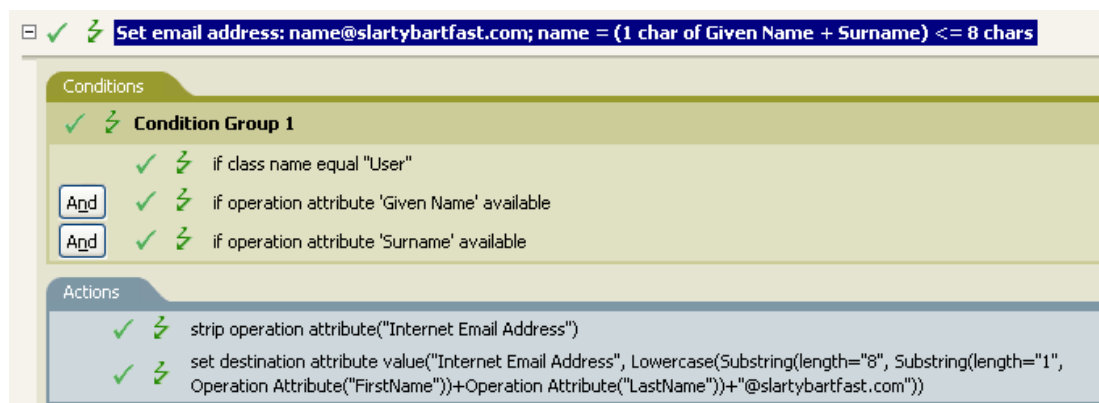 Set email address: name@slartybartfast.com; name = (1 char of Given Name + Surname) <= 8 chars
Conditions
Condition Group 1
if class name equal "User"
And if operation attribute 'Given Name' available
And if operation attribute 'Surname' available
Actions
strip operation attribute("Internet Email Address")
set destination attribute value("Internet Email Address", Lowercase(Substring(length="8", Substring(length="1",
Operation Attribute("FirstName"))+Operation Attribute("LastName"))+"@slartybartfast.com"))